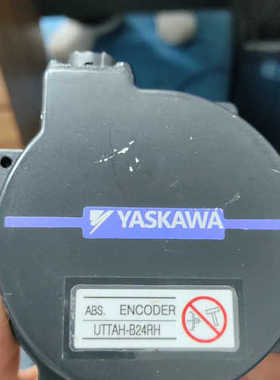 YASKAWA
ABS. ENCODER
UTTAH-B24RH